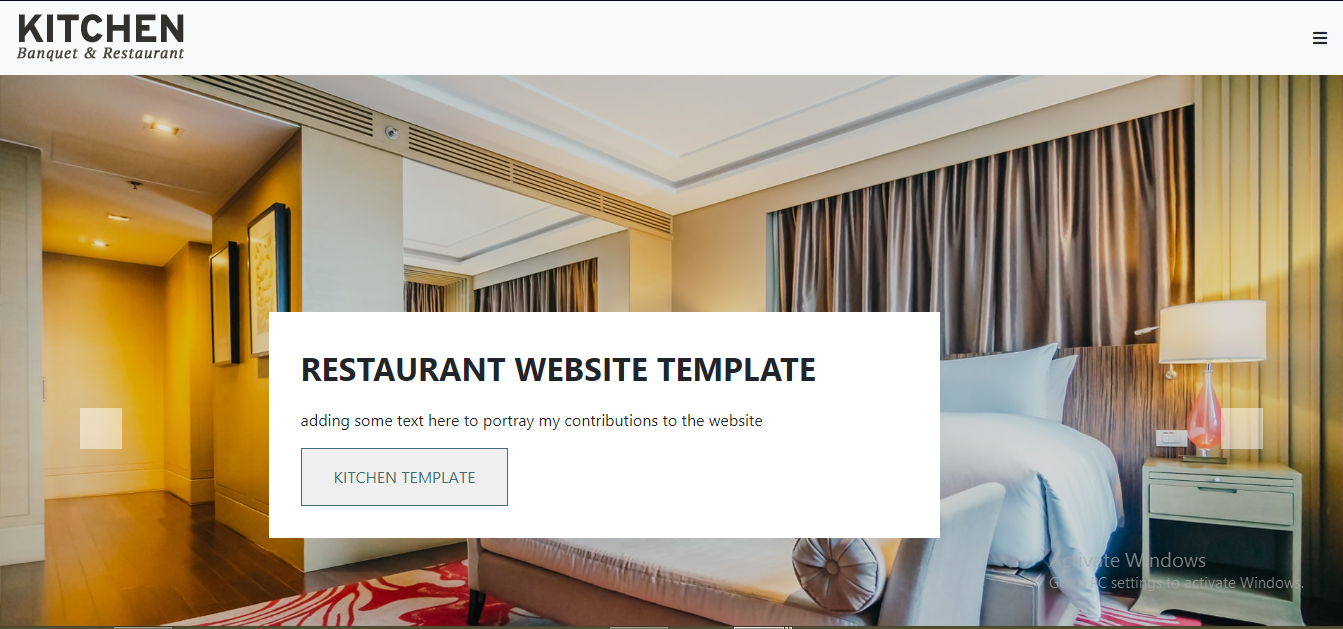 KITCHEN
Banquet & Restaurant
RESTAURANT WEBSITE TEMPLATE
adding some text here to portray my contributions to the website
KITCHEN TEMPLATE
Activate Windows
Go to PC settings to activate Windows.